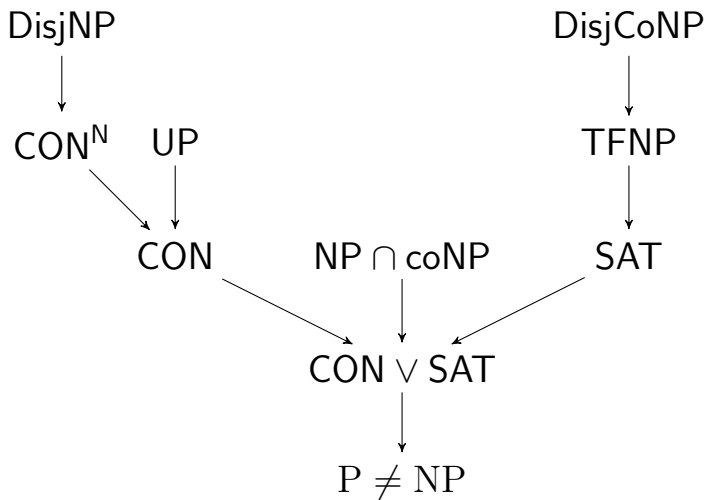 DisjNP DisjCoNP
CON^N UP TFNP
CON NP ∩ coNP SAT
CON ∨ SAT
P ≠ NP